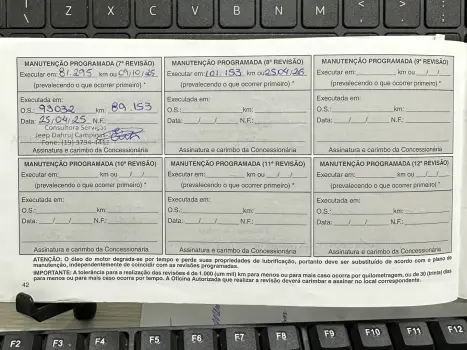 Z X C V B N M < >
MANUTENÇÃO PROGRAMADA (7ª REVISÃO)
Executar em: 81.295 km ou 09/10/25
(prevalecendo o que ocorrer primeiro) *
Executada em:
O.S.: 93032 km: 89.153
Data: 25/04/25 N.F.:
Consultora Serviços
Jeep Dahruj Campinas
Fone: (19) 3794-4413
Assinatura e carimbo da Concessionária
MANUTENÇÃO PROGRAMADA (8ª REVISÃO)
Executar em: 101.153 km ou 25/04/26
(prevalecendo o que ocorrer primeiro) *
Executada em:
O.S.: km:
Data: / / N.F.:
Assinatura e carimbo da Concessionária
MANUTENÇÃO PROGRAMADA (9ª REVISÃO)
Executar em: km ou / /
(prevalecendo o que ocorrer primeiro) *
Executada em:
O.S.: km:
Data: / / N.F.:
Assinatura e carimbo da Concessionária
MANUTENÇÃO PROGRAMADA (10ª REVISÃO)
Executar em: km ou / /
(prevalecendo o que ocorrer primeiro) *
Executada em:
O.S.: km:
Data: / / N.F.:
Assinatura e carimbo da Concessionária
MANUTENÇÃO PROGRAMADA (11ª REVISÃO)
Executar em: km ou / /
(prevalecendo o que ocorrer primeiro) *
Executada em:
O.S.: km:
Data: / / N.F.:
Assinatura e carimbo da Concessionária
MANUTENÇÃO PROGRAMADA (12ª REVISÃO)
Executar em: km ou / /
(prevalecendo o que ocorrer primeiro) *
Executada em:
O.S.: km:
Data: / / N.F.:
Assinatura e carimbo da Concessionária
ATENÇÃO: O óleo do motor degrada-se por tempo e perde suas propriedades de lubrificação, portanto deve ser substituído de acordo com o plano de
manutenção, independentemente de coincidir com as revisões programadas.
IMPORTANTE: A tolerância para a realização das revisões é de 1.000 (um mil) km para menos ou para mais caso ocorra por quilometragem, ou de 30 (trinta) dias
para menos ou para mais caso ocorra por tempo. A Oficina Autorizada que realizar a revisão deverá carimbar e assinar no local correspondente.
42
F2 F3 F4 F5 F6 F7 F8 F9 F10 F11 F12